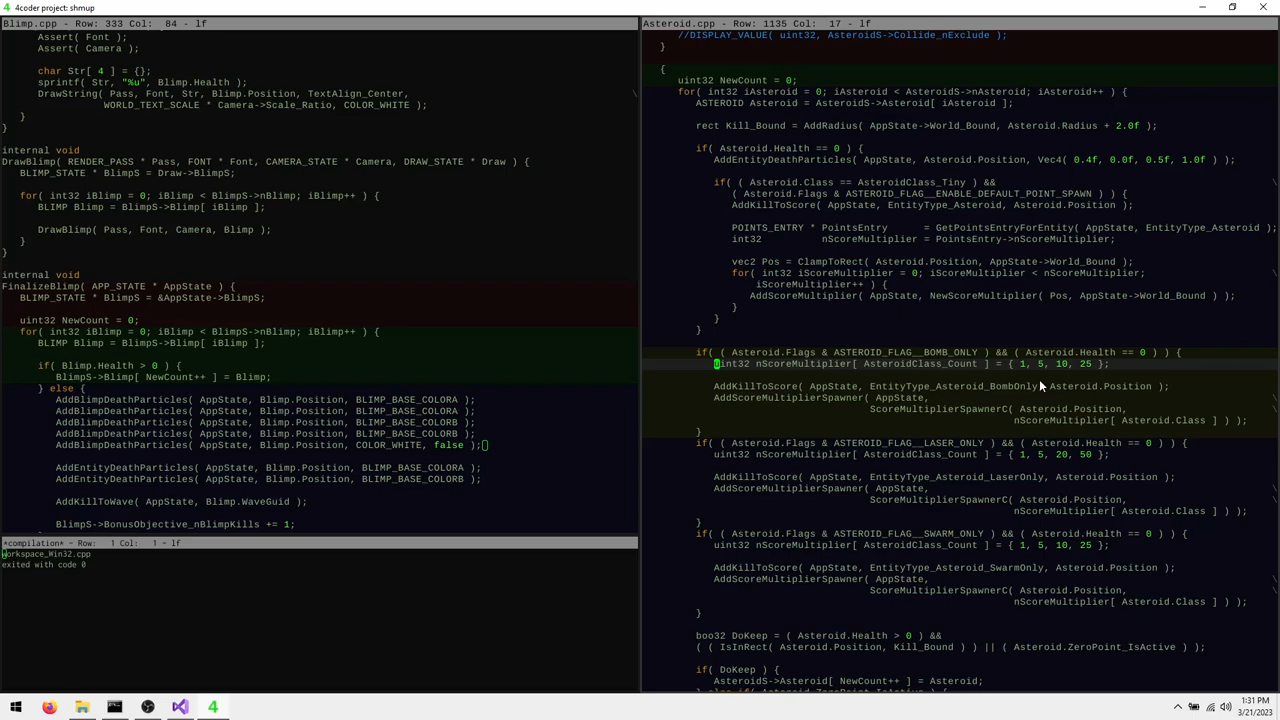 4coder project: shmup
Blimp.cpp - Row: 333 Col:  84 - lf
Assert( Font );
Assert( Camera );
char Str[ 4 ] = {};
sprintf( Str, "%u", Blimp.Health );
DrawString( Pass, Font, Str, Blimp.Position, TextAlign_Center, \
WORLD_TEXT_SCALE * Camera->Scale_Ratio, COLOR_WHITE );
}
}
internal void
DrawBlimp( RENDER_PASS * Pass, FONT * Font, CAMERA_STATE * Camera, DRAW_STATE * Draw ) {
BLIMP_STATE * BlimpS = Draw->BlimpS;
for( int32 iBlimp = 0; iBlimp < BlimpS->nBlimp; iBlimp++ ) {
BLIMP Blimp = BlimpS->Blimp[ iBlimp ];
DrawBlimp( Pass, Font, Camera, Blimp );
}
}
internal void
FinalizeBlimp( APP_STATE * AppState ) {
BLIMP_STATE * BlimpS = &AppState->BlimpS;
uint32 NewCount = 0;
for( int32 iBlimp = 0; iBlimp < BlimpS->nBlimp; iBlimp++ ) {
BLIMP Blimp = BlimpS->Blimp[ iBlimp ];
if( Blimp.Health > 0 ) {
BlimpS->Blimp[ NewCount++ ] = Blimp;
} else {
AddBlimpDeathParticles( AppState, Blimp.Position, BLIMP_BASE_COLORA );
AddBlimpDeathParticles( AppState, Blimp.Position, BLIMP_BASE_COLORA );
AddBlimpDeathParticles( AppState, Blimp.Position, BLIMP_BASE_COLORB );
AddBlimpDeathParticles( AppState, Blimp.Position, BLIMP_BASE_COLORB );
AddBlimpDeathParticles( AppState, Blimp.Position, COLOR_WHITE, false );
AddEntityDeathParticles( AppState, Blimp.Position, BLIMP_BASE_COLORA );
AddEntityDeathParticles( AppState, Blimp.Position, BLIMP_BASE_COLORB );
AddKillToWave( AppState, Blimp.WaveGuid );
BlimpS->BonusObjective_nBlimpKills += 1;
*compilation* - Row:   1 Col:   1 - lf
workspace_Win32.cpp
exited with code 0
Asteroid.cpp - Row: 1135 Col:  17 - lf
//DISPLAY_VALUE( uint32, AsteroidS->Collide_nExclude );
}
{
uint32 NewCount = 0;
for( int32 iAsteroid = 0; iAsteroid < AsteroidS->nAsteroid; iAsteroid++ ) {
ASTEROID Asteroid = AsteroidS->Asteroid[ iAsteroid ];
rect Kill_Bound = AddRadius( AppState->World_Bound, Asteroid.Radius + 2.0f );
if( Asteroid.Health == 0 ) {
AddEntityDeathParticles( AppState, Asteroid.Position, Vec4( 0.4f, 0.0f, 0.5f, 1.0f ) );
if( ( Asteroid.Class == AsteroidClass_Tiny ) &&
( Asteroid.Flags & ASTEROID_FLAG__ENABLE_DEFAULT_POINT_SPAWN ) ) {
AddKillToScore( AppState, EntityType_Asteroid, Asteroid.Position );
POINTS_ENTRY * PointsEntry      = GetPointsEntryForEntity( AppState, EntityType_Asteroid );
int32          nScoreMultiplier = PointsEntry->nScoreMultiplier;
vec2 Pos = ClampToRect( Asteroid.Position, AppState->World_Bound );
for( int32 iScoreMultiplier = 0; iScoreMultiplier < nScoreMultiplier;
iScoreMultiplier++ ) {
AddScoreMultiplier( AppState, NewScoreMultiplier( Pos, AppState->World_Bound ) );
}
}
}
if( ( Asteroid.Flags & ASTEROID_FLAG__BOMB_ONLY ) && ( Asteroid.Health == 0 ) ) {
uint32 nScoreMultiplier[ AsteroidClass_Count ] = { 1, 5, 10, 25 };
AddKillToScore( AppState, EntityType_Asteroid_BombOnly, Asteroid.Position );
AddScoreMultiplierSpawner( AppState,
ScoreMultiplierSpawnerC( Asteroid.Position, \
nScoreMultiplier[ Asteroid.Class ] ) );
}
if( ( Asteroid.Flags & ASTEROID_FLAG__LASER_ONLY ) && ( Asteroid.Health == 0 ) ) {
uint32 nScoreMultiplier[ AsteroidClass_Count ] = { 1, 5, 20, 50 };
AddKillToScore( AppState, EntityType_Asteroid_LaserOnly, Asteroid.Position );
AddScoreMultiplierSpawner( AppState, \
ScoreMultiplierSpawnerC( Asteroid.Position, \
nScoreMultiplier[ Asteroid.Class ] ) );
}
if( ( Asteroid.Flags & ASTEROID_FLAG__SWARM_ONLY ) && ( Asteroid.Health == 0 ) ) {
uint32 nScoreMultiplier[ AsteroidClass_Count ] = { 1, 5, 10, 25 };
AddKillToScore( AppState, EntityType_Asteroid_SwarmOnly, Asteroid.Position );
AddScoreMultiplierSpawner( AppState, \
ScoreMultiplierSpawnerC( Asteroid.Position, \
nScoreMultiplier[ Asteroid.Class ] ) );
}
boo32 DoKeep = ( Asteroid.Health > 0 ) &&
( ( IsInRect( Asteroid.Position, Kill_Bound ) ) || ( Asteroid.ZeroPoint_IsActive ) );
if( DoKeep ) {
AsteroidS->Asteroid[ NewCount++ ] = Asteroid;
} else if( Asteroid.ZeroPoint_IsActive ) {
4
1:31 PM
3/21/2023